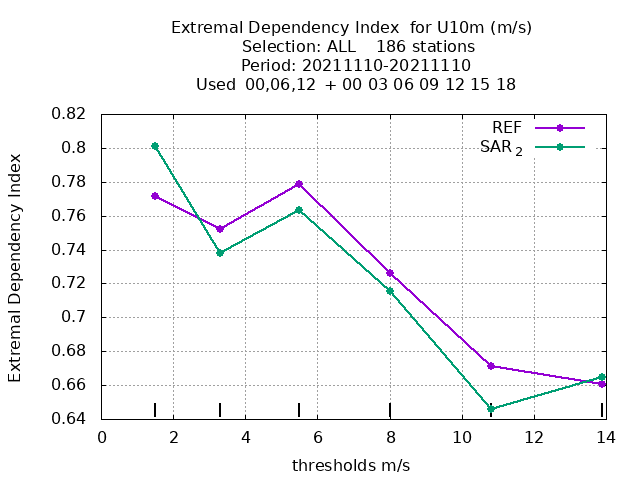 Extremal Dependency Index  for U10m (m/s)
Selection: ALL    186 stations
Period: 20211110-20211110
Used  00,06,12  + 00 03 06 09 12 15 18
REF
SAR 2
0.82
0.8
0.78
0.76
0.74
0.72
0.7
0.68
0.66
0.64
Extremal Dependency Index
0 2 4 6 8 10 12 14
thresholds m/s